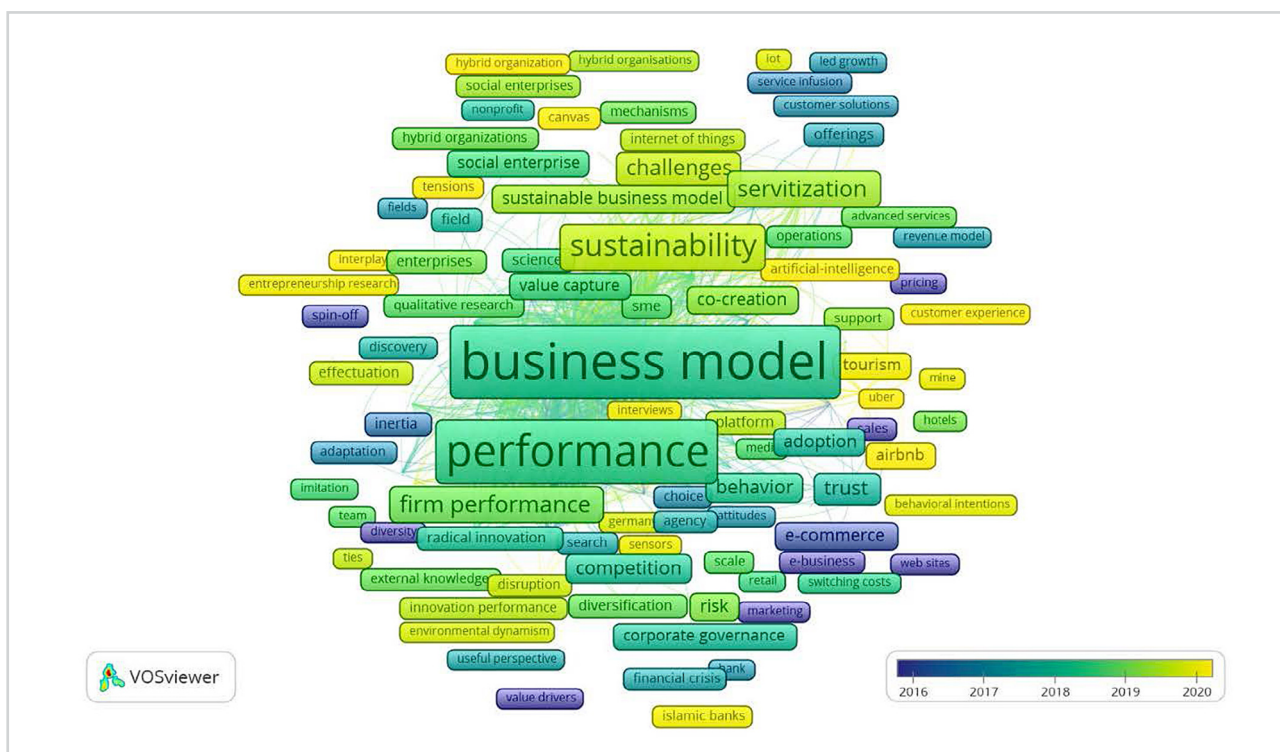 hybrid organization
hybrid organisations
iot
led growth
social enterprises
service infusion
nonprofit
canvas
mechanisms
customer solutions
hybrid organizations
internet of things
offerings
social enterprise
challenges
tensions
sustainable business model
servitization
fields
field
advanced services
sustainability
operations
revenue model
interplay
enterprises
science
artificial-intelligence
entrepreneurship research
value capture
pricing
spin-off
qualitative research
sme
co-creation
support
customer experience
discovery
business model
tourism
effectuation
mine
uber
inertia
interviews
platform
sales
hotels
adaptation
performance
medi
adoption
airbnb
imitation
firm performance
choice
behavior
trust
behavioral intentions
team
german
agency
attitudes
diversity
radical innovation
search
sensors
e-commerce
ties
external knowledge
disruption
competition
scale
e-business
web sites
retail
switching costs
innovation performance
diversification
risk
marketing
environmental dynamism
corporate governance
useful perspective
bank
financial crisis
value drivers
islamic banks
VOSviewer
2016 2017 2018 2019 2020